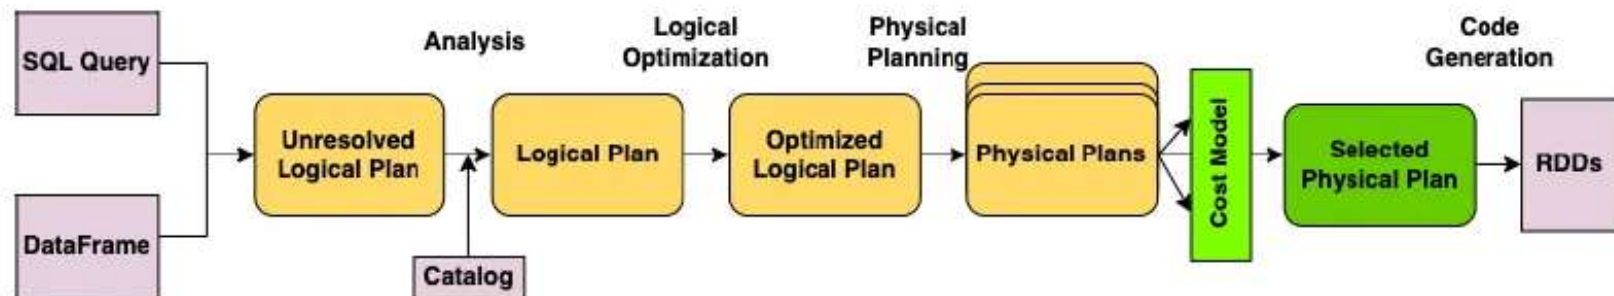 SQL Query
DataFrame
Unresolved
Logical Plan
Analysis
Catalog
Logical Plan
Logical
Optimization
Optimized
Logical Plan
Physical
Planning
Physical Plans
Cost Model
Selected
Physical Plan
Code
Generation
RDDs